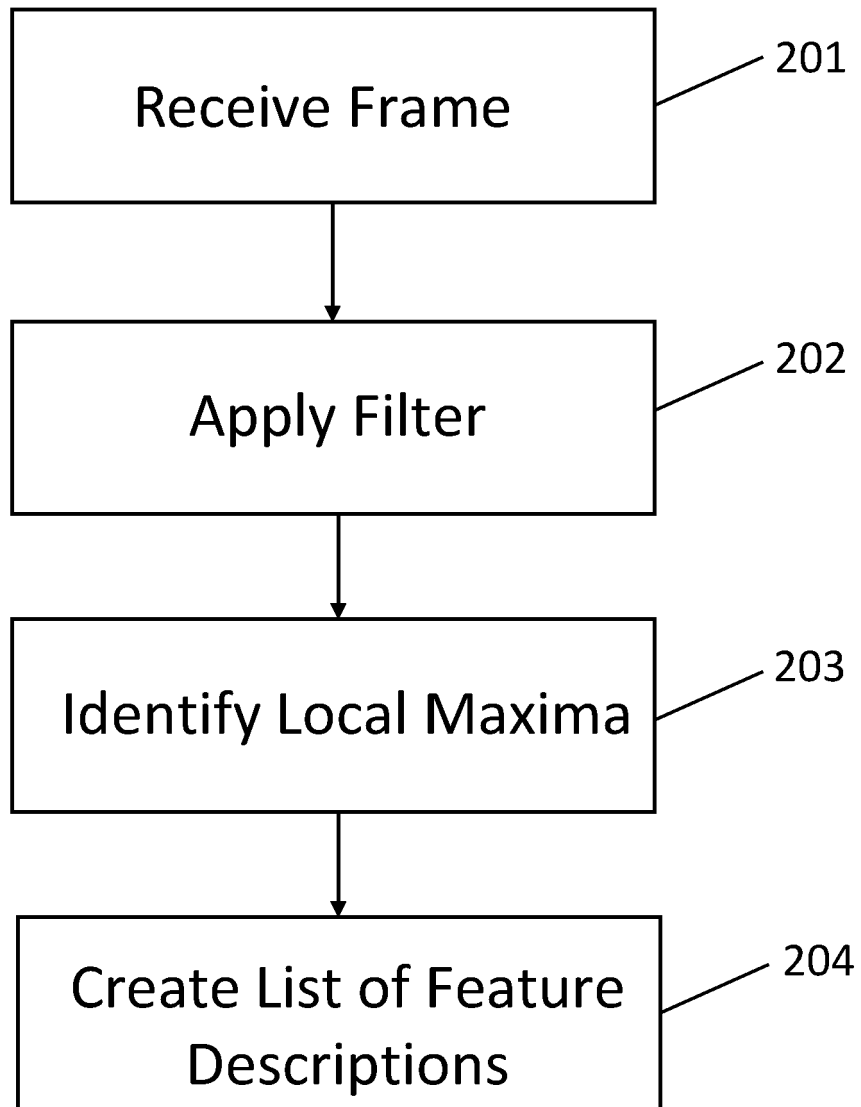 Receive Frame
201
Apply Filter
202
Identify Local Maxima
203
Create List of Feature
Descriptions
204